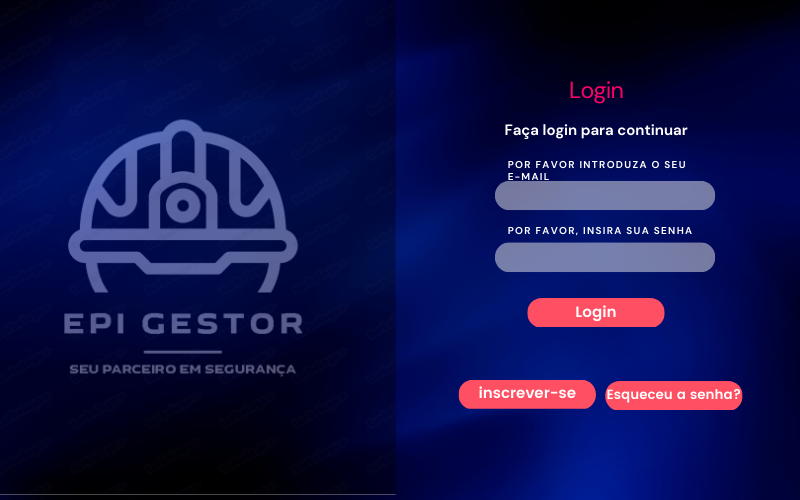 EPI GESTOR
SEU PARCEIRO EM SEGURANÇA
Login
Faça login para continuar
POR FAVOR INTRODUZA O SEU
E-MAIL
POR FAVOR, INSIRA SUA SENHA
Login
inscrever-se
Esqueceu a senha?